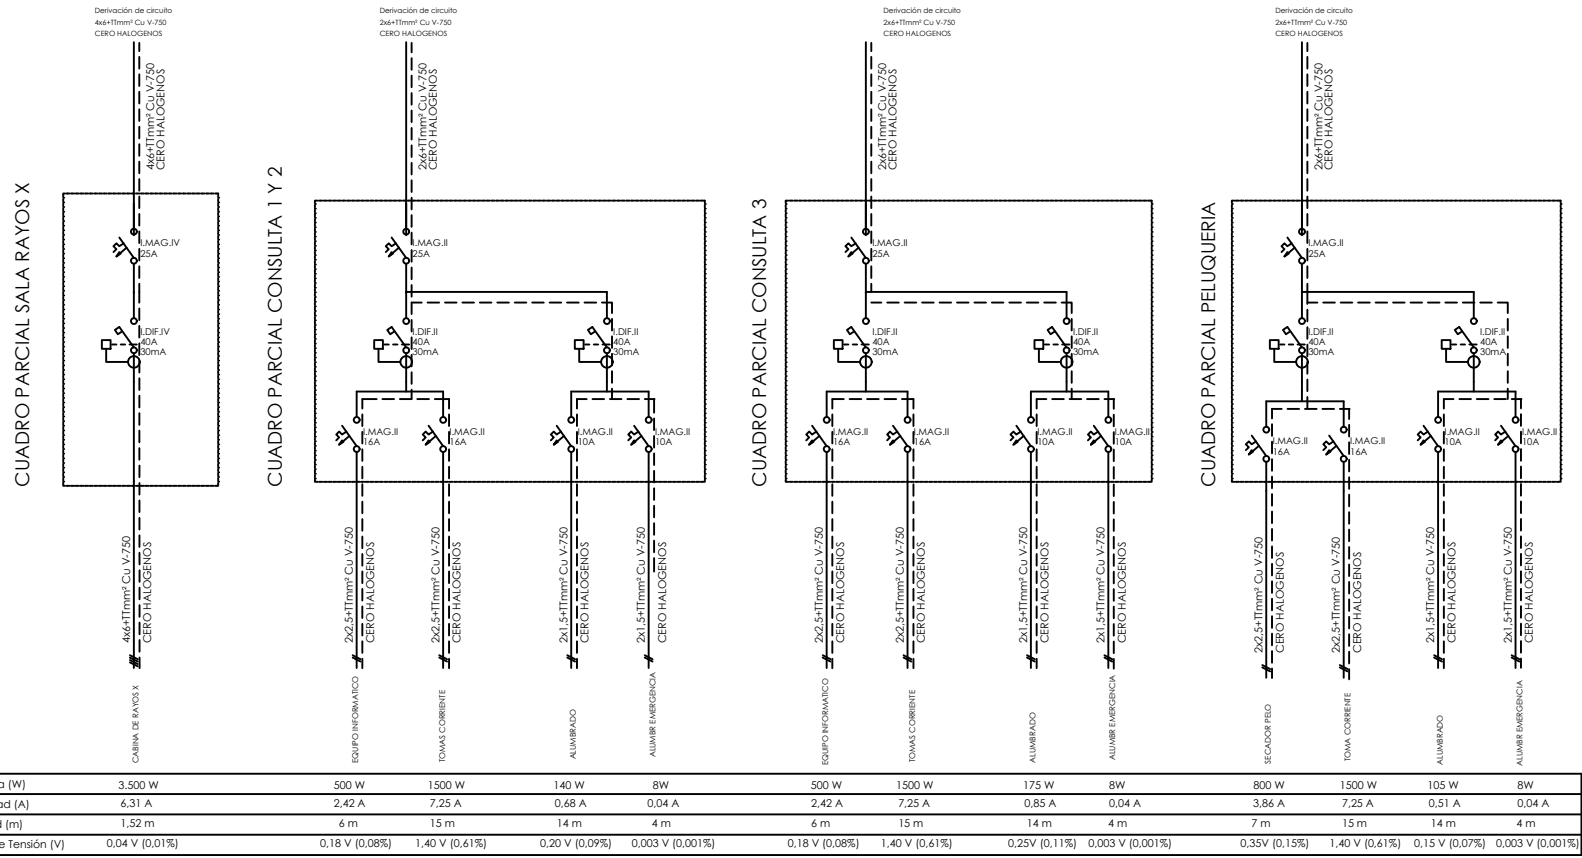 Derivación de circuito
4x6+TTmm² Cu V-750
CERO HALOGENOS
4x6+TTmm² Cu V-750
CERO HALOGENOS
CUADRO PARCIAL SALA RAYOS X
I.MAG.IV
25A
I.DIF.IV
40A
30mA
4x6+TTmm² Cu V-750
CERO HALOGENOS
CABINA DE RAYOS X
Derivación de circuito
2x6+TTmm² Cu V-750
CERO HALOGENOS
2x6+TTmm² Cu V-750
CERO HALOGENOS
CUADRO PARCIAL CONSULTA 1 Y 2
I.MAG.II
25A
I.DIF.II
40A
30mA
I.DIF.II
40A
30mA
I.MAG.II
16A
I.MAG.II
16A
I.MAG.II
10A
I.MAG.II
10A
2x2,5+TTmm² Cu V-750
CERO HALOGENOS
2x2,5+TTmm² Cu V-750
CERO HALOGENOS
2x1,5+TTmm² Cu V-750
CERO HALOGENOS
2x1,5+TTmm² Cu V-750
CERO HALOGENOS
EQUIPO INFORMATICO
TOMAS CORRIENTE
ALUMBRADO
ALUMBR EMERGENCIA
Derivación de circuito
2x6+TTmm² Cu V-750
CERO HALOGENOS
2x6+TTmm² Cu V-750
CERO HALOGENOS
CUADRO PARCIAL CONSULTA 3
I.MAG.II
25A
I.DIF.II
40A
30mA
I.DIF.II
40A
30mA
I.MAG.II
16A
I.MAG.II
16A
I.MAG.II
10A
I.MAG.II
10A
2x2,5+TTmm² Cu V-750
CERO HALOGENOS
2x2,5+TTmm² Cu V-750
CERO HALOGENOS
2x1,5+TTmm² Cu V-750
CERO HALOGENOS
2x1,5+TTmm² Cu V-750
CERO HALOGENOS
EQUIPO INFORMATICO
TOMAS CORRIENTE
ALUMBRADO
ALUMBR EMERGENCIA
Derivación de circuito
2x6+TTmm² Cu V-750
CERO HALOGENOS
2x6+TTmm² Cu V-750
CERO HALOGENOS
CUADRO PARCIAL PELUQUERIA
I.MAG.II
25A
I.DIF.II
40A
30mA
I.DIF.II
40A
30mA
I.MAG.II
16A
I.MAG.II
16A
I.MAG.II
10A
I.MAG.II
10A
2x2,5+TTmm² Cu V-750
CERO HALOGENOS
2x2,5+TTmm² Cu V-750
CERO HALOGENOS
2x1,5+TTmm² Cu V-750
CERO HALOGENOS
2x1,5+TTmm² Cu V-750
CERO HALOGENOS
SECADOR PELO
TOMA CORRIENTE
ALUMBRADO
ALUMBR EMERGENCIA
a (W) 3.500 W 500 W 1500 W 140 W 8W 500 W 1500 W 175 W 8W 800 W 1500 W 105 W 8W
ad (A) 6,31 A 2,42 A 7,25 A 0,68 A 0,04 A 2,42 A 7,25 A 0,85 A 0,04 A 3,86 A 7,25 A 0,51 A 0,04 A
d (m) 1,52 m 6 m 15 m 14 m 4 m 6 m 15 m 14 m 4 m 7 m 15 m 14 m 4 m
e Tensión (V) 0,04 V (0,01%) 0,18 V (0,08%) 1,40 V (0,61%) 0,20 V (0,09%) 0,003 V (0,001%) 0,18 V (0,08%) 1,40 V (0,61%) 0,25V (0,11%) 0,003 V (0,001%) 0,35V (0,15%) 1,40 V (0,61%) 0,15 V (0,07%) 0,003 V (0,001%)